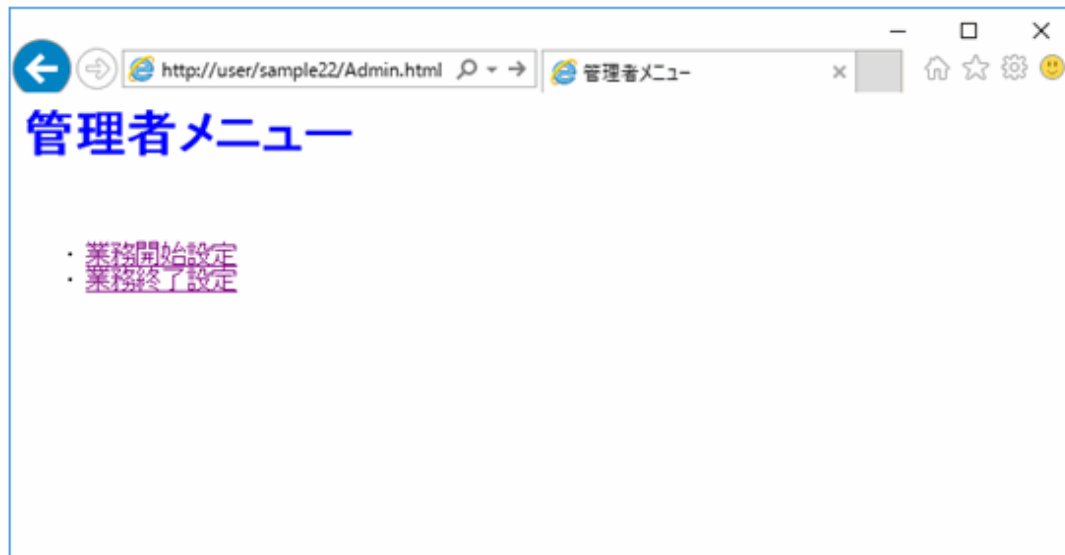 http://user/sample22/Admin.html
管理者メニュー
管理者メニュー
・業務開始設定
・業務終了設定